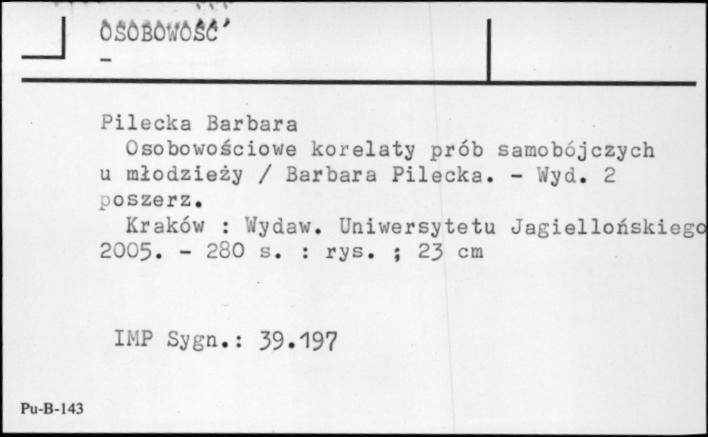 OSOBOWOŚĆ
-
Pilecka Barbara
Osobowościowe korelaty prób samobójczych
u młodzieży / Barbara Pilecka. - Wyd. 2
poszerz.
Kraków : Wydaw. Uniwersytetu Jagiellońskiego
2005. - 280 s. : rys. ; 23 cm
IMP Sygn.: 39.197
Pu-B-143